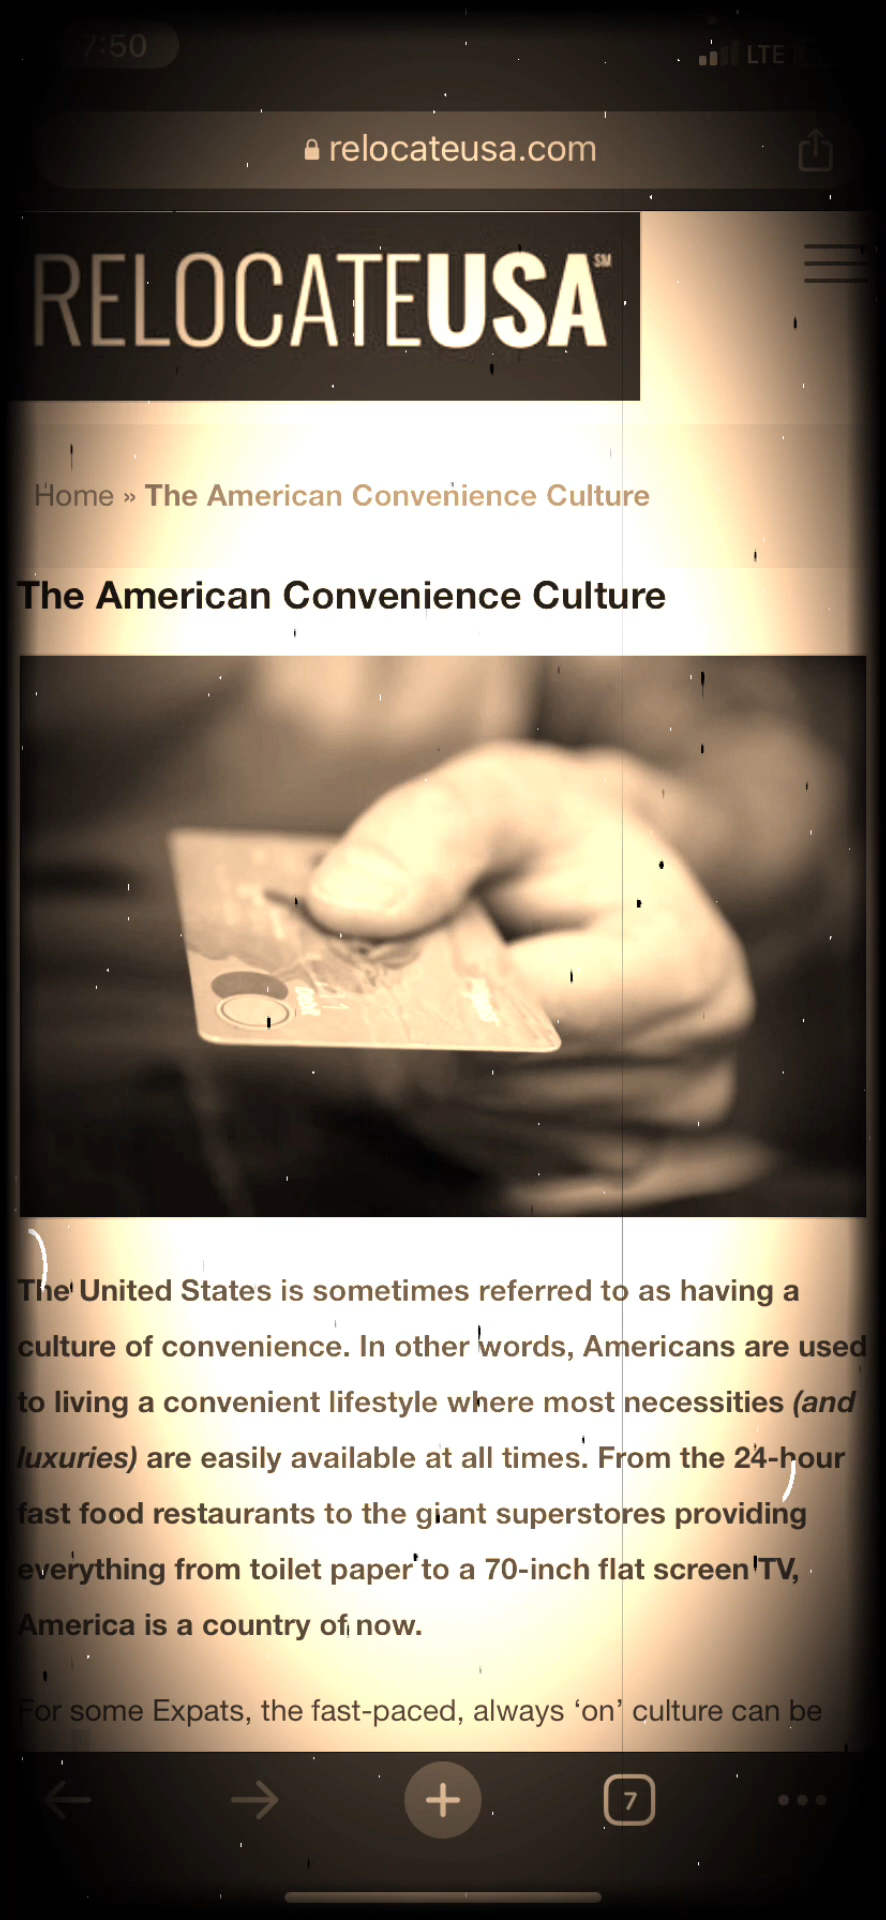 7:50
LTE
relocateusa.com
RELOCATEUSA SM
Home » The American Convenience Culture
The American Convenience Culture
debit
The United States is sometimes referred to as having a
culture of convenience. In other words, Americans are used
to living a convenient lifestyle where most necessities (and
luxuries) are easily available at all times. From the 24-hour
fast food restaurants to the giant superstores providing
everything from toilet paper to a 70-inch flat screen TV,
America is a country of now.
For some Expats, the fast-paced, always ‘on’ culture can be
7